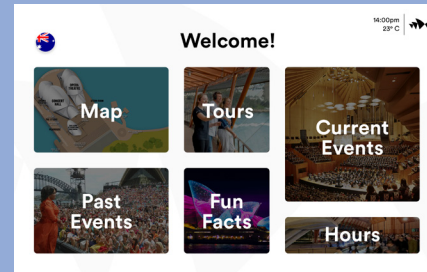 14:00pm
23° C
Welcome!
Map
Tours
Current
Events
Past
Events
Fun
Facts
Hours